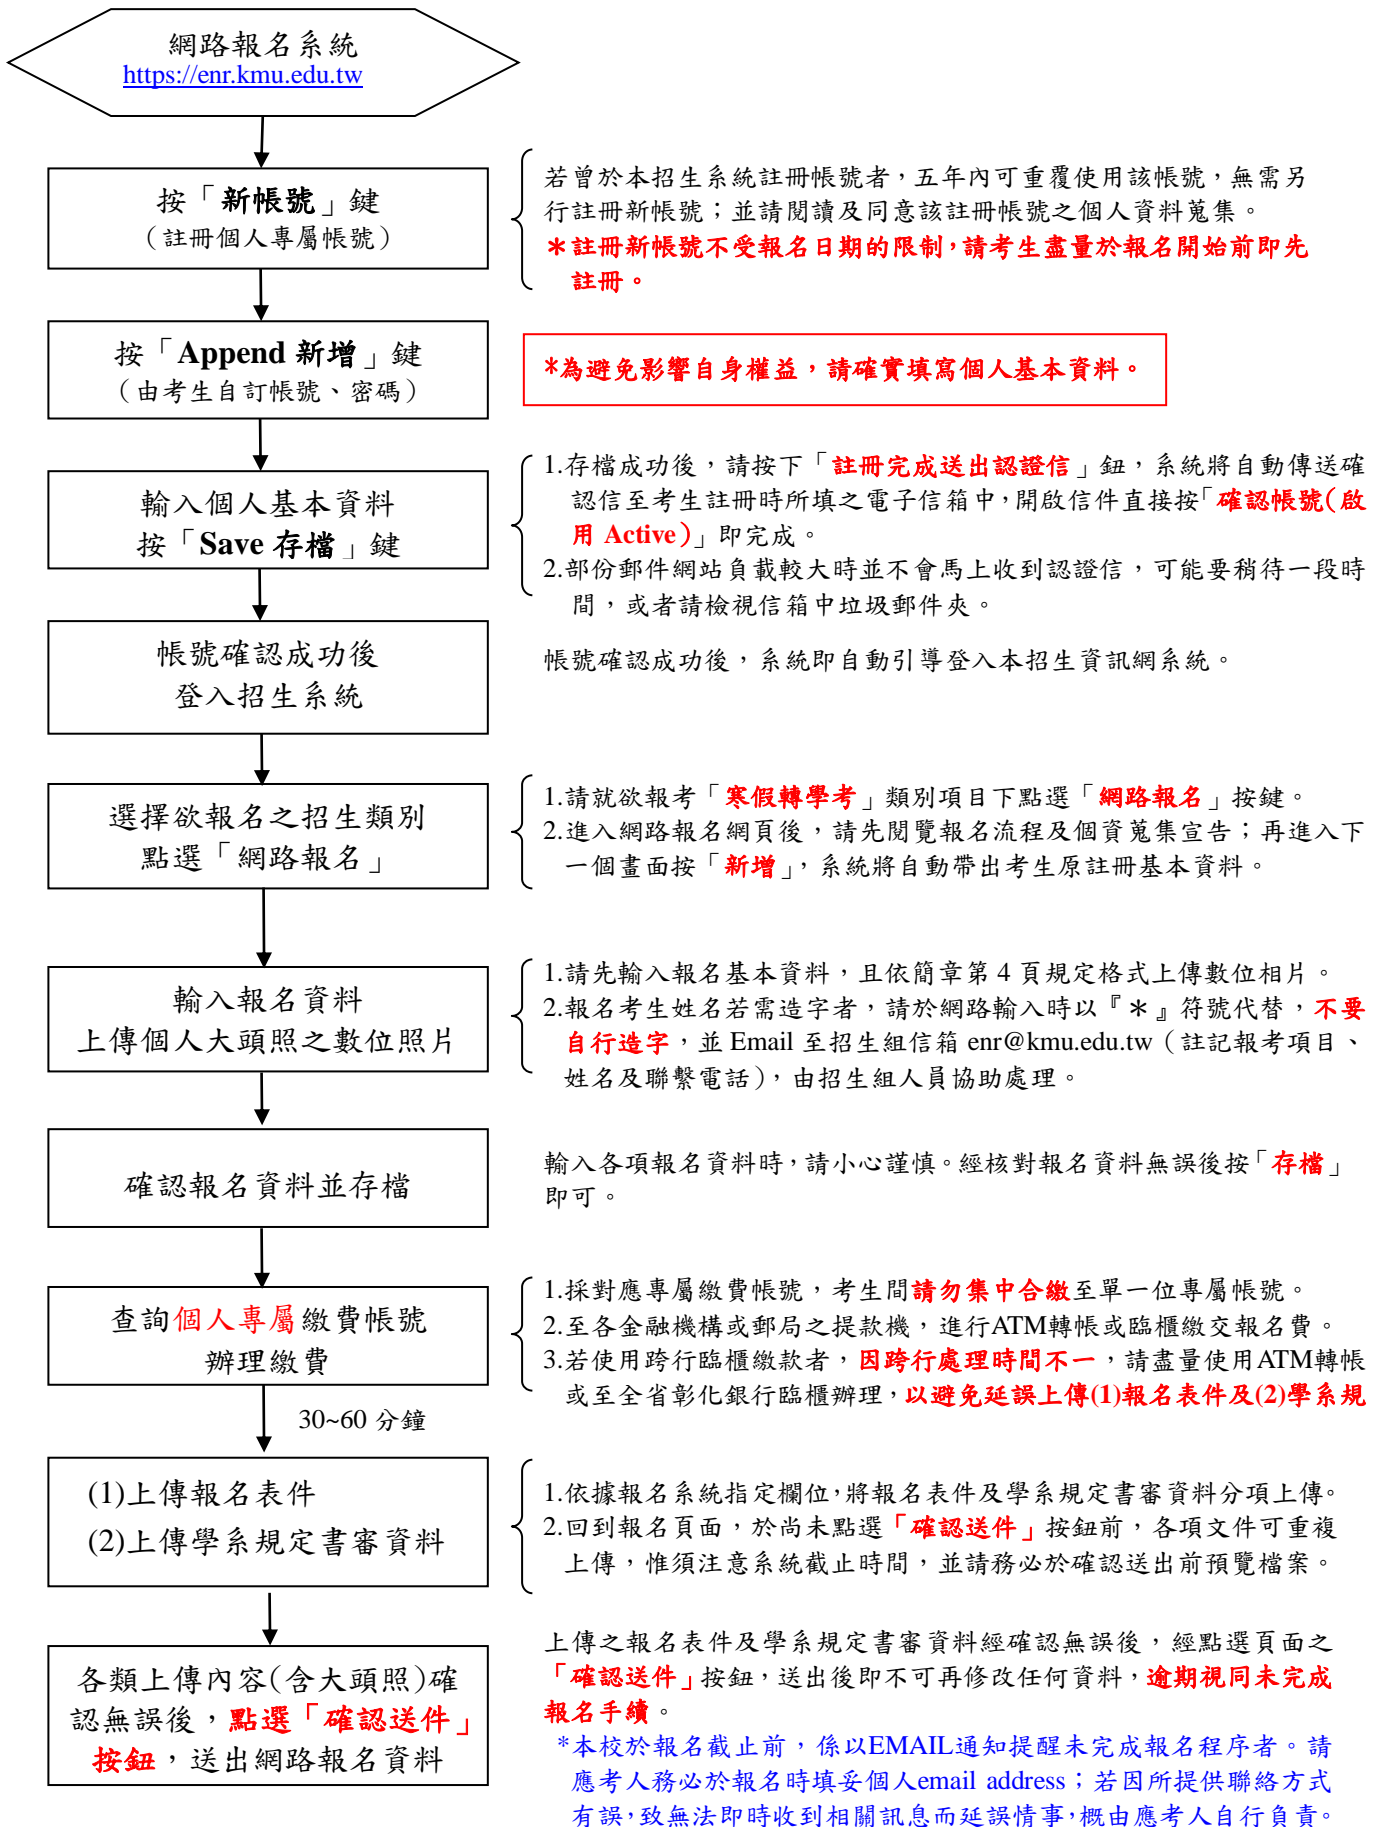 網路報名系統
https://enr.kmu.edu.tw
按「新帳號」鍵
（註冊個人專屬帳號）
若曾於本招生系統註冊帳號者，五年內可重覆使用該帳號，無需另
行註冊新帳號；並請閱讀及同意該註冊帳號之個人資料蒐集。
＊註冊新帳號不受報名日期的限制，請考生盡量於報名開始前即先
註冊。
按「Append 新增」鍵
（由考生自訂帳號、密碼）
*為避免影響自身權益，請確實填寫個人基本資料。
輸入個人基本資料
按「Save 存檔」鍵
1.存檔成功後，請按下「註冊完成送出認證信」鈕，系統將自動傳送確
認信至考生註冊時所填之電子信箱中，開啟信件直接按「確認帳號(啟
用 Active）」即完成。
2.部份郵件網站負載較大時並不會馬上收到認證信，可能要稍待一段時
間，或者請檢視信箱中垃圾郵件夾。
帳號確認成功後
登入招生系統
帳號確認成功後，系統即自動引導登入本招生資訊網系統。
選擇欲報名之招生類別
點選「網路報名」
1.請就欲報考「寒假轉學考」類別項目下點選「網路報名」按鍵。
2.進入網路報名網頁後，請先閱覽報名流程及個資蒐集宣告；再進入下
一個畫面按「新增」，系統將自動帶出考生原註冊基本資料。
輸入報名資料
上傳個人大頭照之數位照片
1.請先輸入報名基本資料，且依簡章第 4 頁規定格式上傳數位相片。
2.報名考生姓名若需造字者，請於網路輸入時以『＊』符號代替，不要
自行造字，並 Email 至招生組信箱 enr@kmu.edu.tw（註記報考項目、
姓名及聯繫電話），由招生組人員協助處理。
確認報名資料並存檔
輸入各項報名資料時，請小心謹慎。經核對報名資料無誤後按「存檔」
即可。
查詢個人專屬繳費帳號
辦理繳費
1.採對應專屬繳費帳號，考生間請勿集中合繳至單一位專屬帳號。
2.至各金融機構或郵局之提款機，進行ATM轉帳或臨櫃繳交報名費。
3.若使用跨行臨櫃繳款者，因跨行處理時間不一，請盡量使用ATM轉帳
或至全省彰化銀行臨櫃辦理，以避免延誤上傳(1)報名表件及(2)學系規
30~60 分鐘
(1)上傳報名表件
(2)上傳學系規定書審資料
1.依據報名系統指定欄位，將報名表件及學系規定書審資料分項上傳。
2.回到報名頁面，於尚未點選「確認送件」按鈕前，各項文件可重複
上傳，惟須注意系統截止時間，並請務必於確認送出前預覽檔案。
各類上傳內容(含大頭照)確
認無誤後，點選「確認送件」
按鈕，送出網路報名資料
上傳之報名表件及學系規定書審資料經確認無誤後，經點選頁面之
「確認送件」按鈕，送出後即不可再修改任何資料，逾期視同未完成
報名手續。
*本校於報名截止前，係以EMAIL通知提醒未完成報名程序者。請
應考人務必於報名時填妥個人email address；若因所提供聯絡方式
有誤，致無法即時收到相關訊息而延誤情事，概由應考人自行負責。